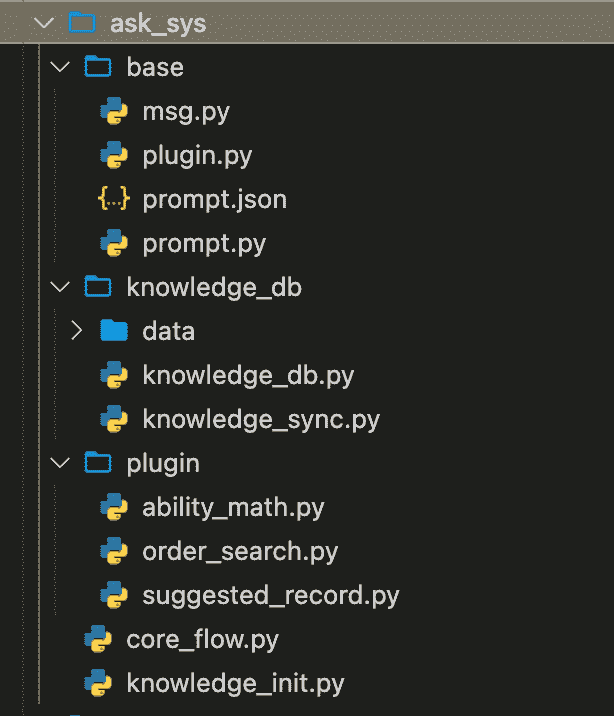 ask_sys
base
msg.py
plugin.py
{...} prompt.json
prompt.py
knowledge_db
data
knowledge_db.py
knowledge_sync.py
plugin
ability_math.py
order_search.py
suggested_record.py
core_flow.py
knowledge_init.py